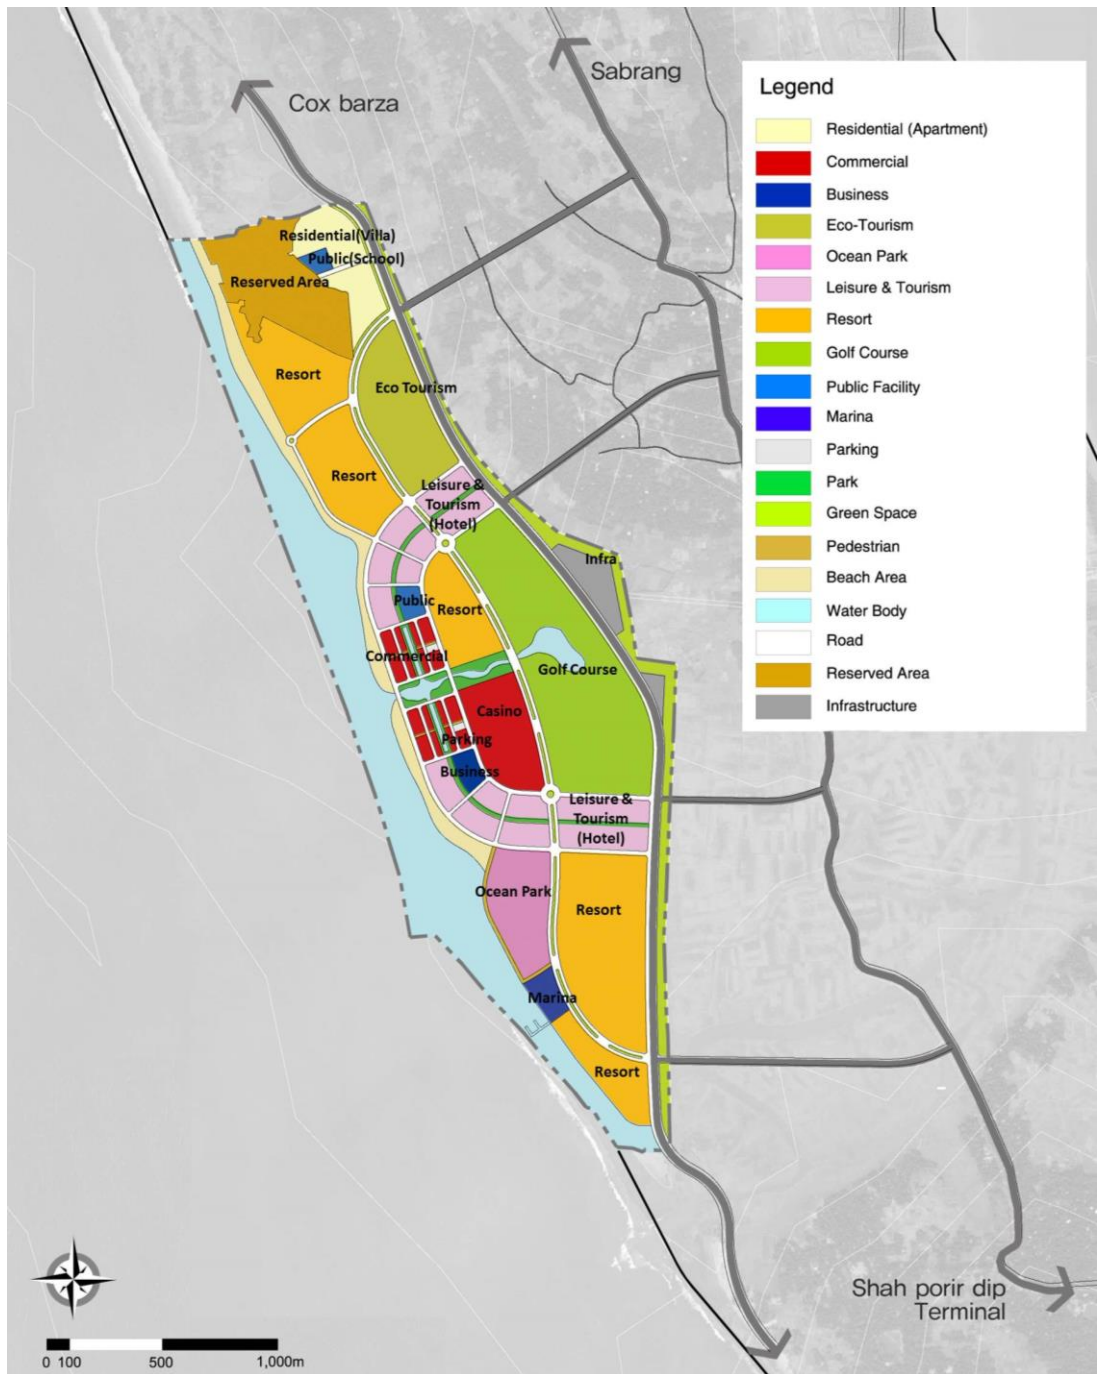 Cox barza
Sabrang
Legend
Residential (Apartment)
Commercial
Business
Eco-Tourism
Ocean Park
Leisure & Tourism
Resort
Golf Course
Public Facility
Marina
Parking
Park
Green Space
Pedestrian
Beach Area
Water Body
Road
Reserved Area
Infrastructure
Residential(Villa)
Public(School)
Reserved Area
Resort
Eco Tourism
Resort
Leisure &
Tourism
(Hotel)
Infra
Public
Resort
Commercial
Golf Course
Casino
Parking
Business
Leisure &
Tourism
(Hotel)
Ocean Park
Resort
Marina
Resort
Shah porir dip
Terminal
0 100 500 1,000m